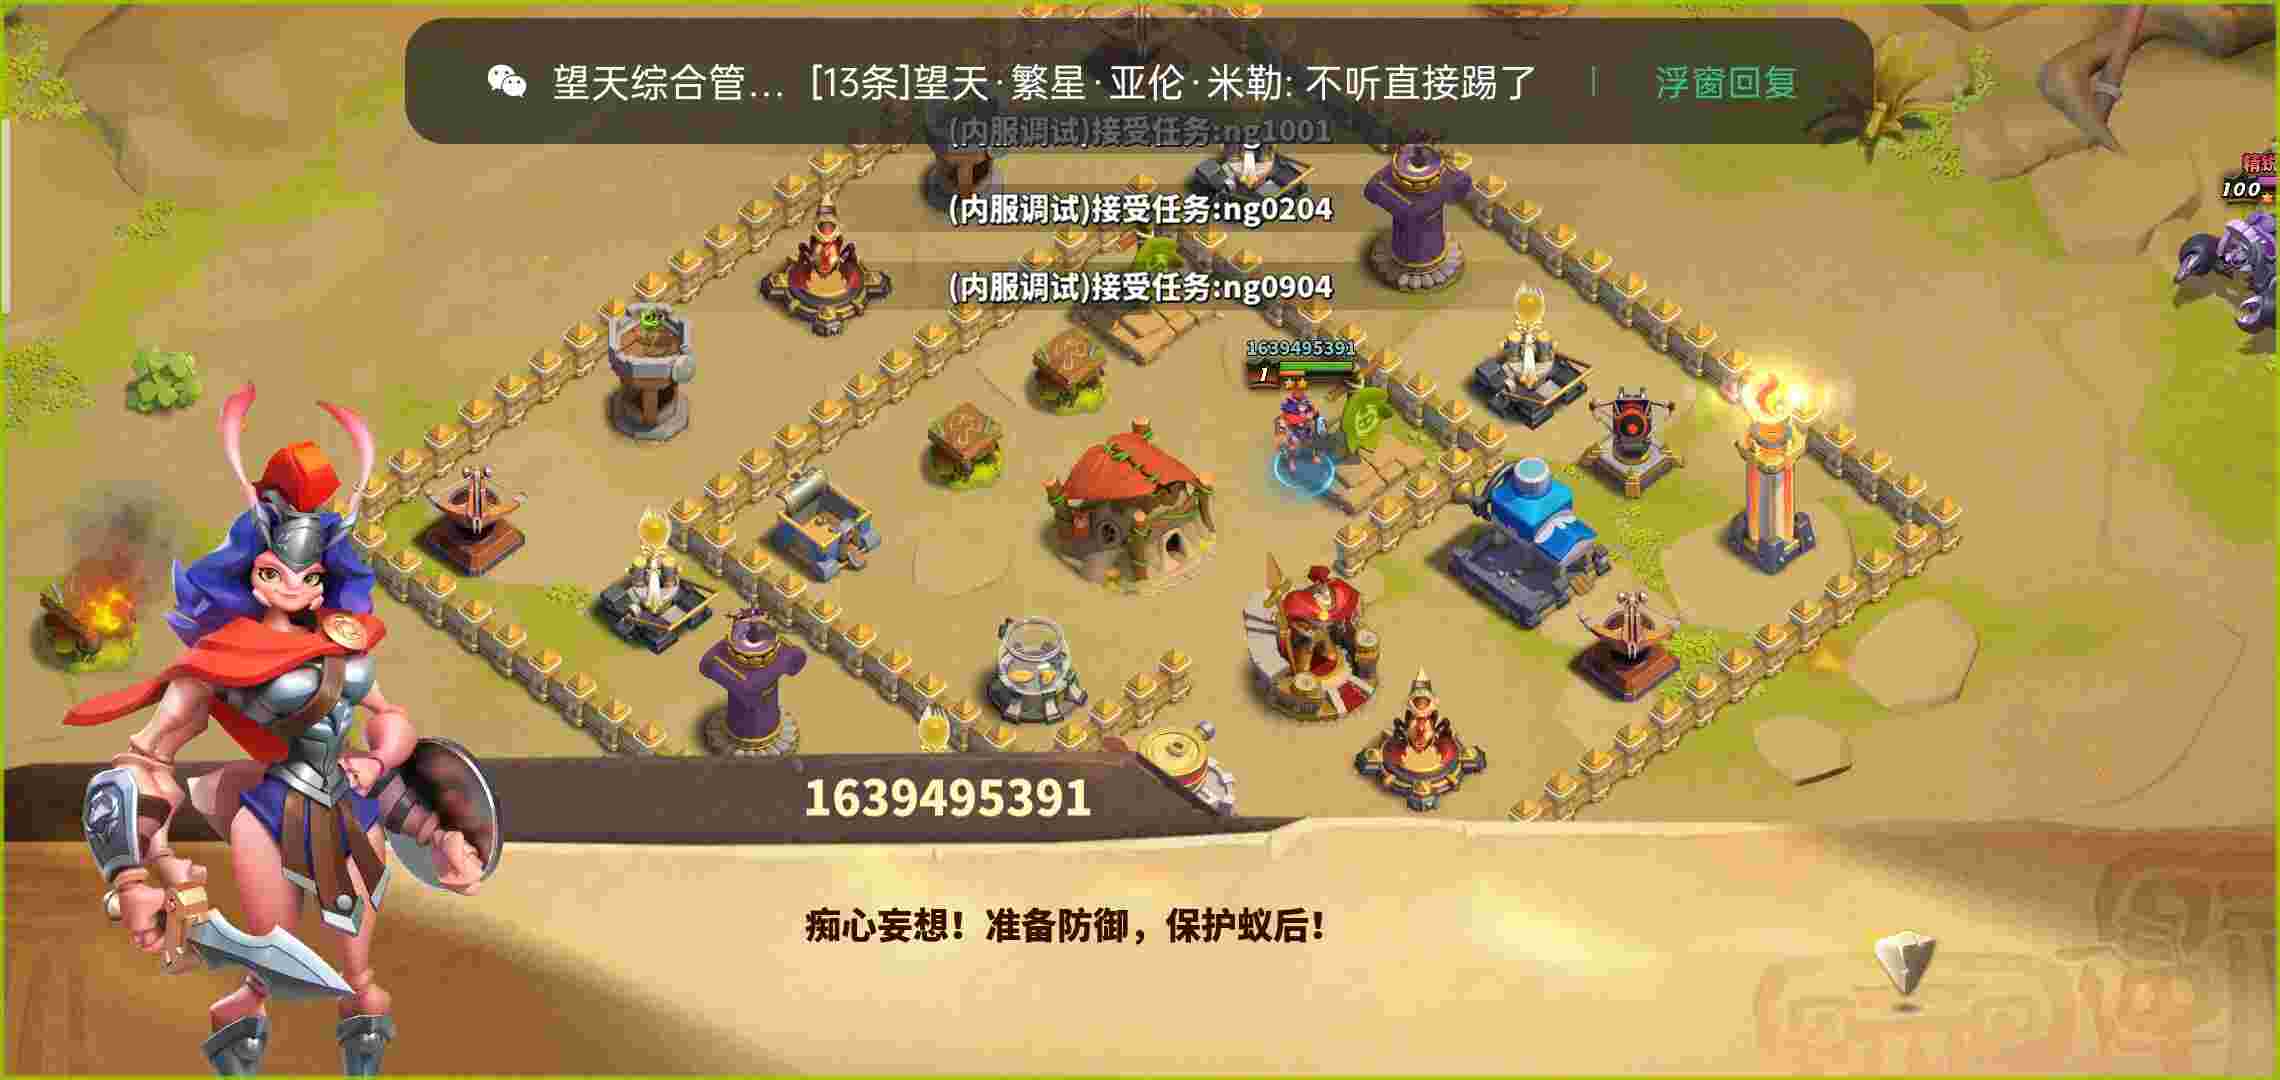 望天综合管... [13条]望天·繁星·亚伦·米勒: 不听直接踢了 | 浮窗回复
(内服调试)接受任务:ng1001
(内服调试)接受任务:ng0204
(内服调试)接受任务:ng0904
精锐
100
1639495391
1
1639495391
痴心妄想！准备防御，保护蚁后！